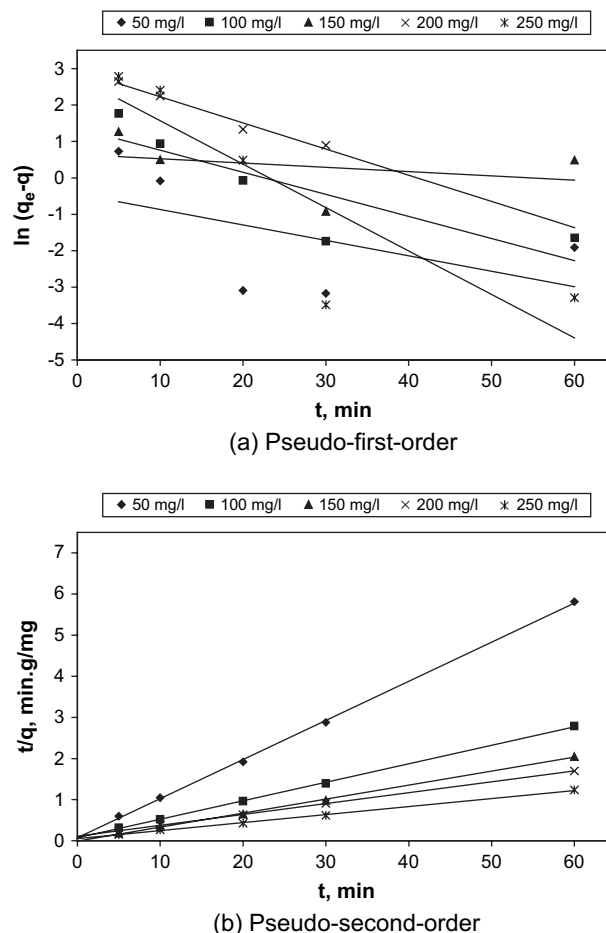 50 mg/l 100 mg/l 150 mg/l 200 mg/l 250 mg/l
3
2
1
0
-1
-2
-3
-4
-5
ln (qe-q)
0 10 20 30 40 50 60
t, min
(a) Pseudo-first-order
50 mg/l 100 mg/l 150 mg/l 200 mg/l 250 mg/l
7
6
5
4
3
2
1
0
t/q, min.g/mg
0 10 20 30 40 50 60
t, min
(b) Pseudo-second-order